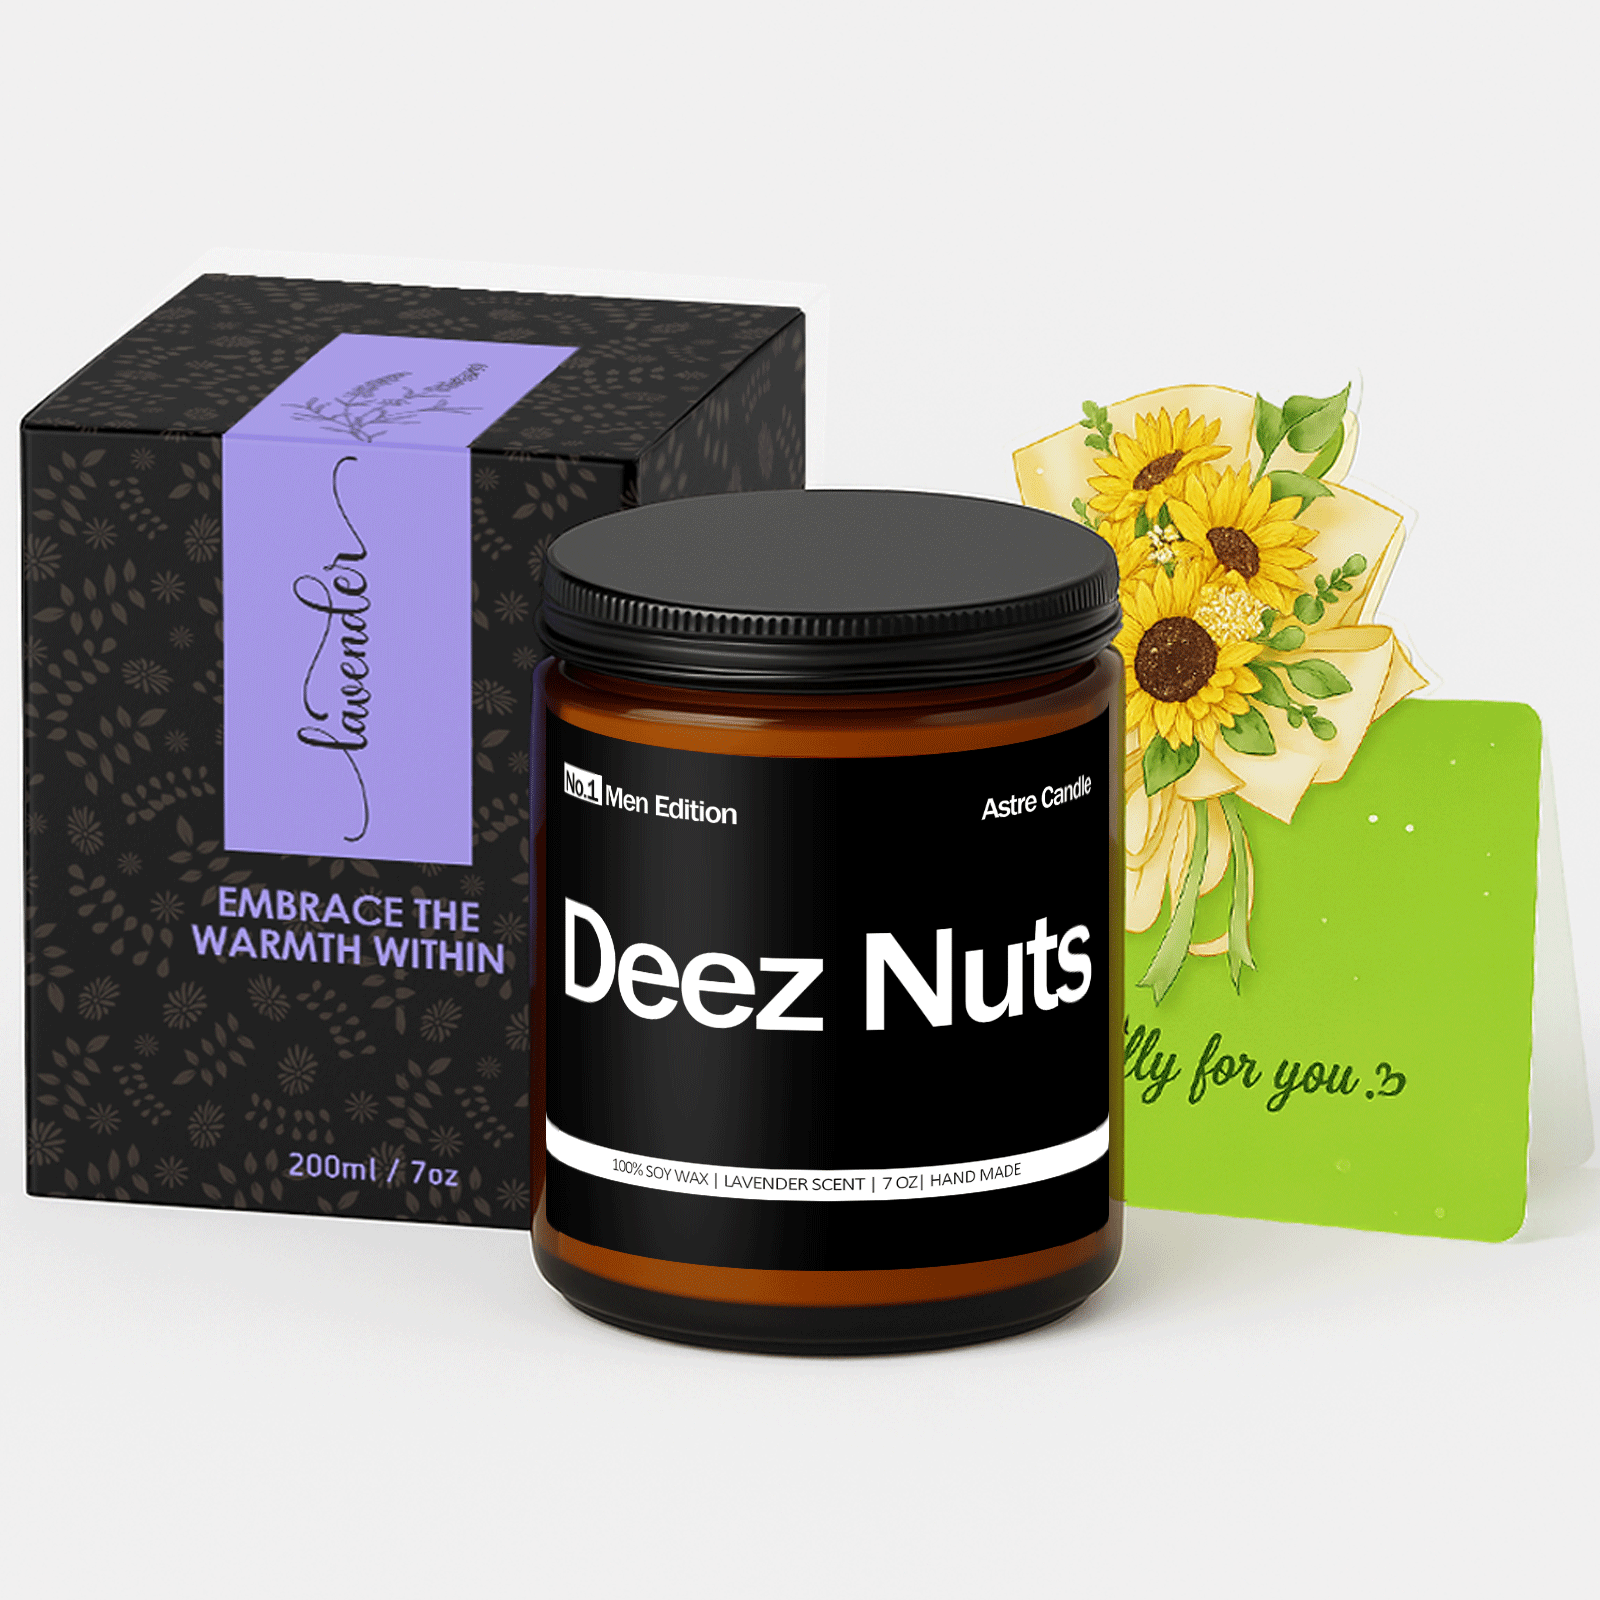 lavender
EMBRACE THE
WARMTH WITHIN
200ml / 7oz
No.1 Men Edition
Astre Candle
Deez Nuts
100% SOY WAX | LAVENDER SCENT | 7 OZ| HAND MADE
for you